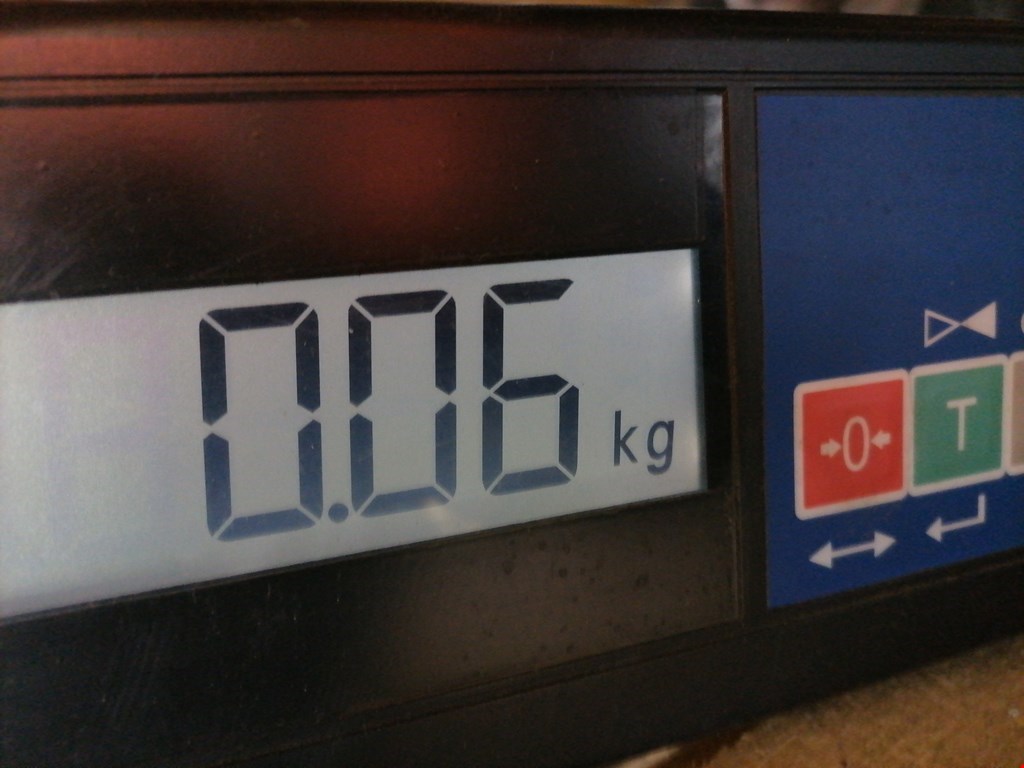 0.06 kg
→0← T